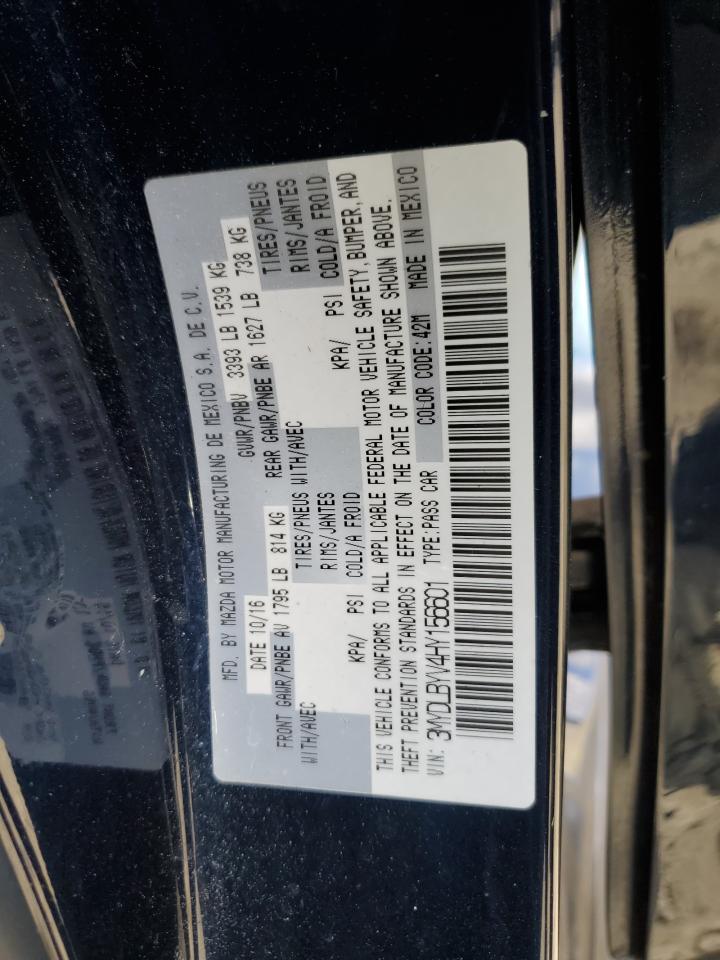 MFD. BY MAZDA MOTOR MANUFACTURING DE MEXICO S.A. DE C.V.
DATE 10/16 GVWR/PNBV 3393 LB 1539 KG
FRONT GAWR/PNBE AV 1795 LB 814 KG REAR GAWR/PNBE AR 1627 LB 738 KG
WITH/AVEC TIRES/PNEUS WITH/AVEC TIRES/PNEUS
RIMS/JANTES RIMS/JANTES
KPA/ PSI COLD/A FROID KPA/ PSI COLD/A FROID
THIS VEHICLE CONFORMS TO ALL APPLICABLE FEDERAL MOTOR VEHICLE SAFETY, BUMPER, AND
THEFT PREVENTION STANDARDS IN EFFECT ON THE DATE OF MANUFACTURE SHOWN ABOVE.
VIN: 3MYDLBYV4HY156601 TYPE:PASS CAR COLOR CODE:42M MADE IN MEXICO